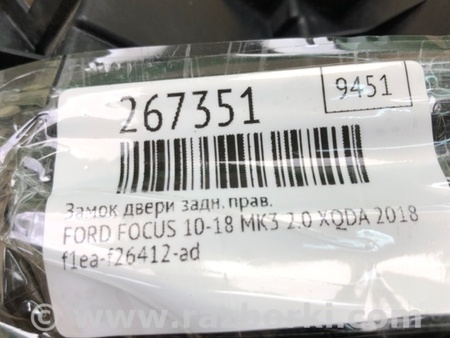 267351
9451
Замок двери задн. прав.
FORD FOCUS 10-18 MK3 2.0 XQDA 2018
f1ea-f26412-ad